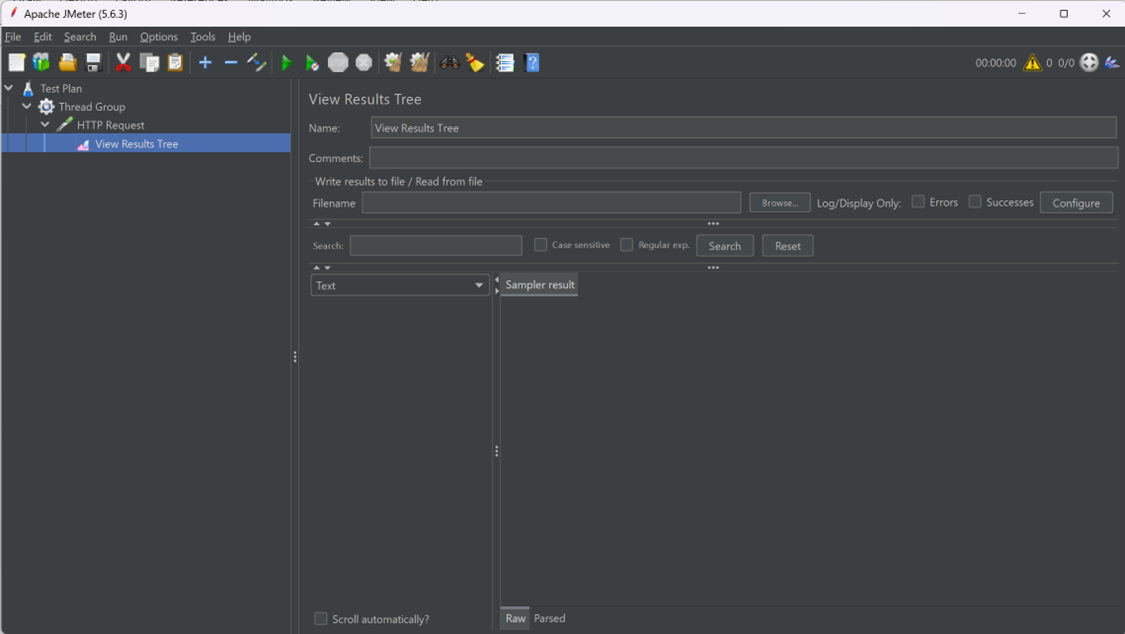 Apache JMeter (5.6.3)
File Edit Search Run Options Tools Help
00:00:00 0 0/0
Test Plan
Thread Group
HTTP Request
View Results Tree
View Results Tree
Name: View Results Tree
Comments:
Write results to file / Read from file
Filename Browse... Log/Display Only: Errors Successes Configure
Search: Case sensitive Regular exp. Search Reset
Text
Sampler result
Scroll automatically?
Raw Parsed